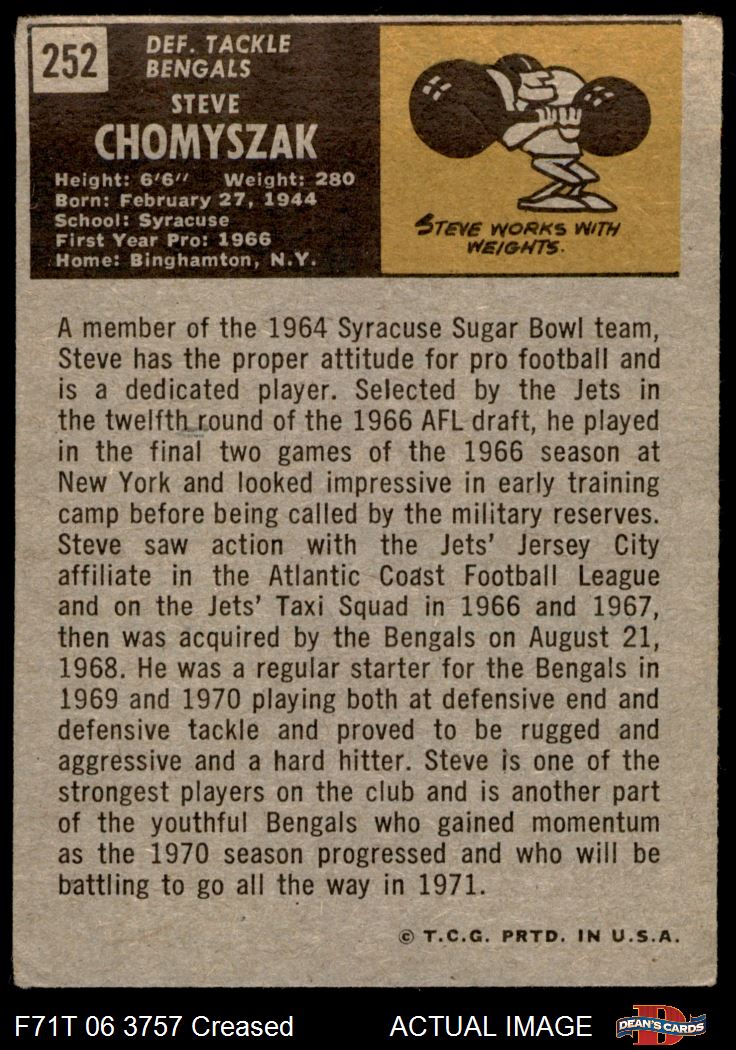 252
DEF. TACKLE
BENGALS
STEVE
CHOMYSZAK
Height: 6'6" Weight: 280
Born: February 27, 1944
School: Syracuse
First Year Pro: 1966
Home: Binghamton, N.Y.
STEVE WORKS WITH
WEIGHTS.
A member of the 1964 Syracuse Sugar Bowl team,
Steve has the proper attitude for pro football and
is a dedicated player. Selected by the Jets in
the twelfth round of the 1966 AFL draft, he played
in the final two games of the 1966 season at
New York and looked impressive in early training
camp before being called by the military reserves.
Steve saw action with the Jets' Jersey City
affiliate in the Atlantic Coast Football League
and on the Jets' Taxi Squad in 1966 and 1967,
then was acquired by the Bengals on August 21,
1968. He was a regular starter for the Bengals in
1969 and 1970 playing both at defensive end and
defensive tackle and proved to be rugged and
aggressive and a hard hitter. Steve is one of the
strongest players on the club and is another part
of the youthful Bengals who gained momentum
as the 1970 season progressed and who will be
battling to go all the way in 1971.
© T.C.G. PRTD. IN U.S.A.
F71T 06 3757 Creased
ACTUAL IMAGE
D
DEAN'S CARDS